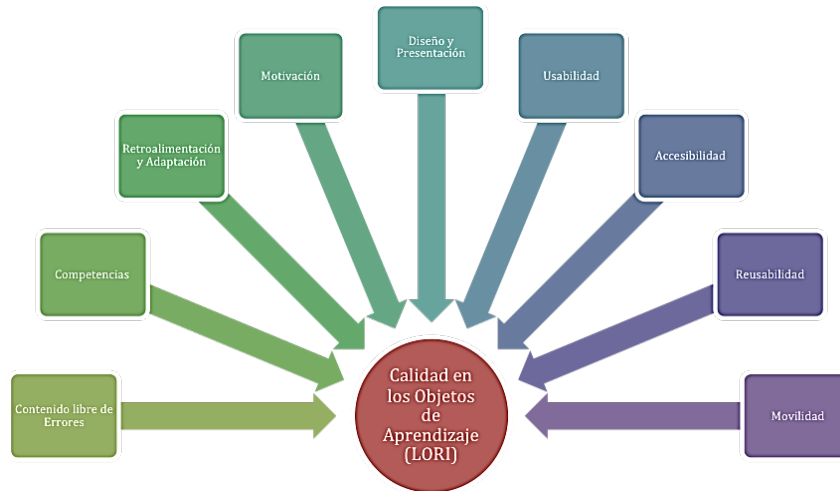 Diseño y
Presentación
Motivación
Usabilidad
Retroalimentación
y Adaptación
Accesibilidad
Competencias
Reusabilidad
Contenido libre de
Errores
Calidad en
los Objetos
de
Aprendizaje
(LORI)
Movilidad